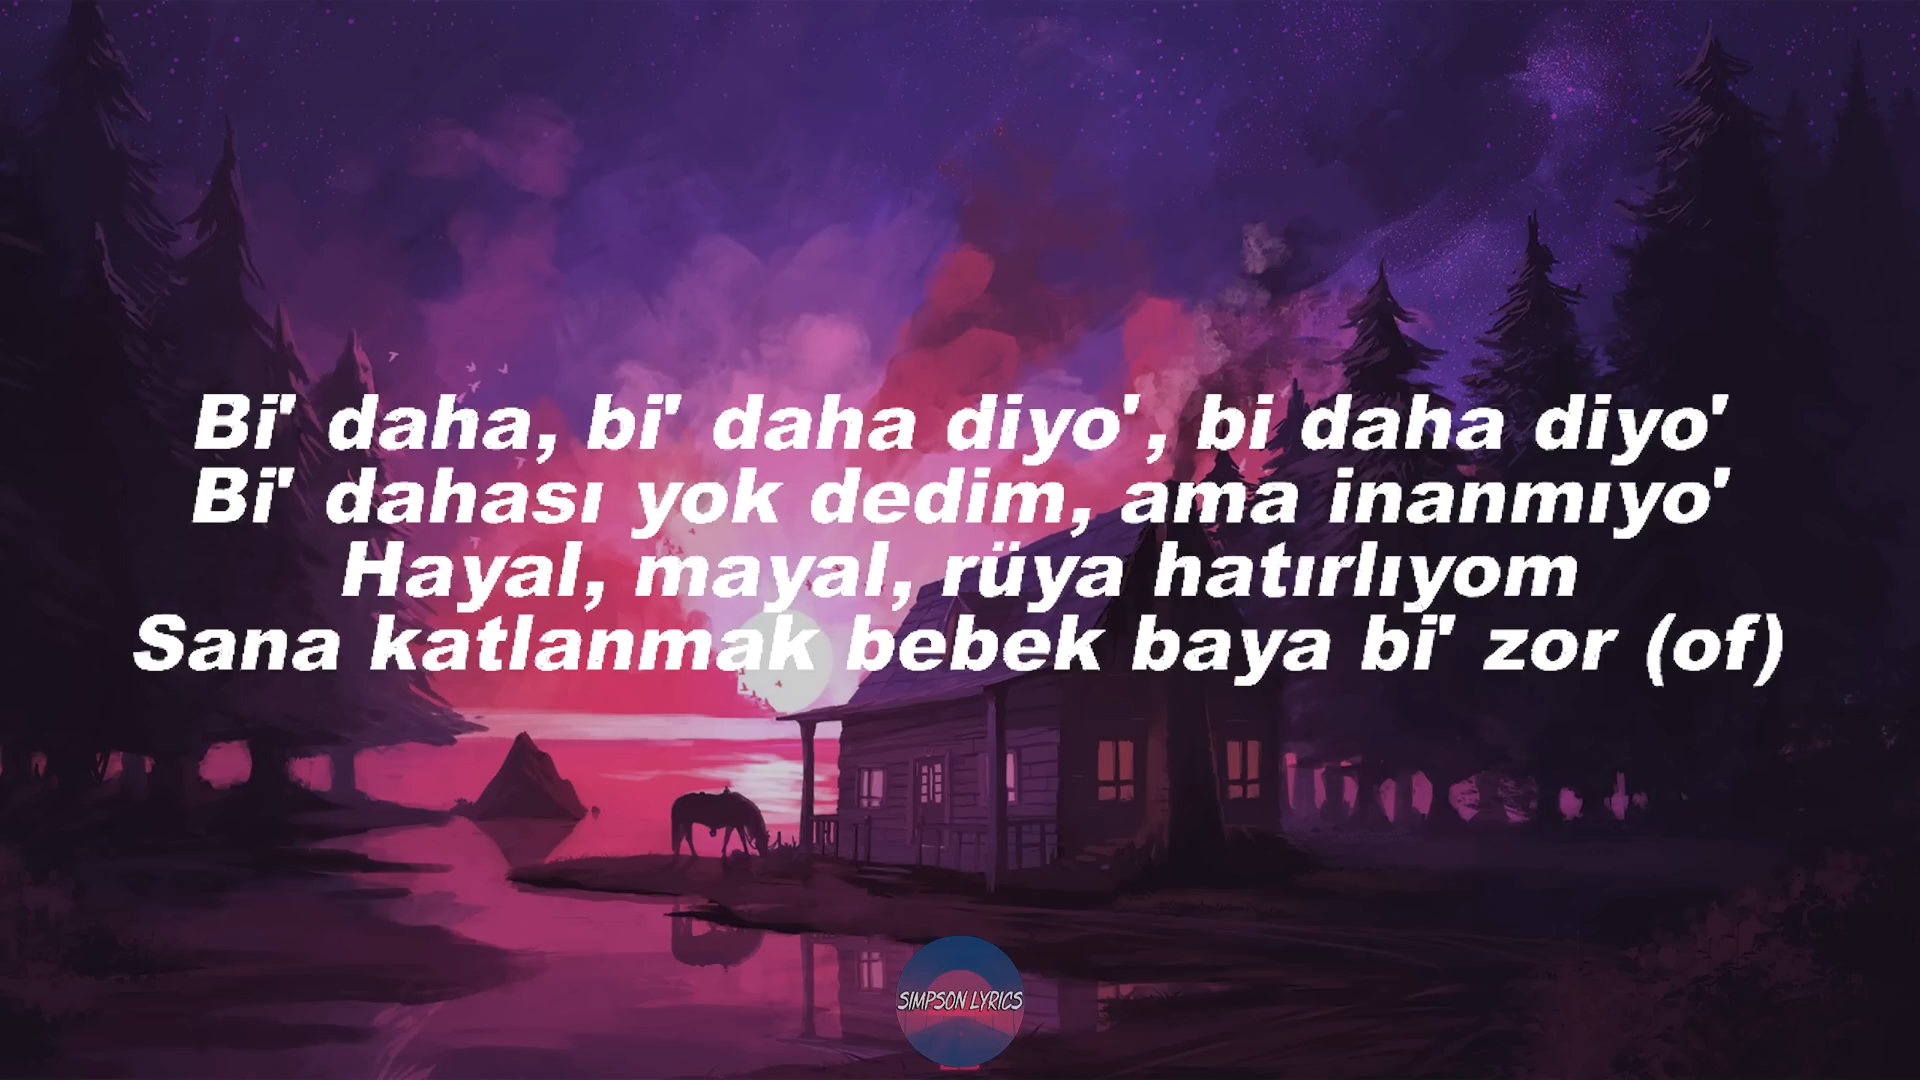 Bi' daha, bi' daha diyo', bi daha diyo'
Bi' dahası yok dedim, ama inanmıyo'
Hayal, mayal, rüya hatırlıyom
Sana katlanmak bebek baya bi' zor (of)
SIMPSON LYRICS